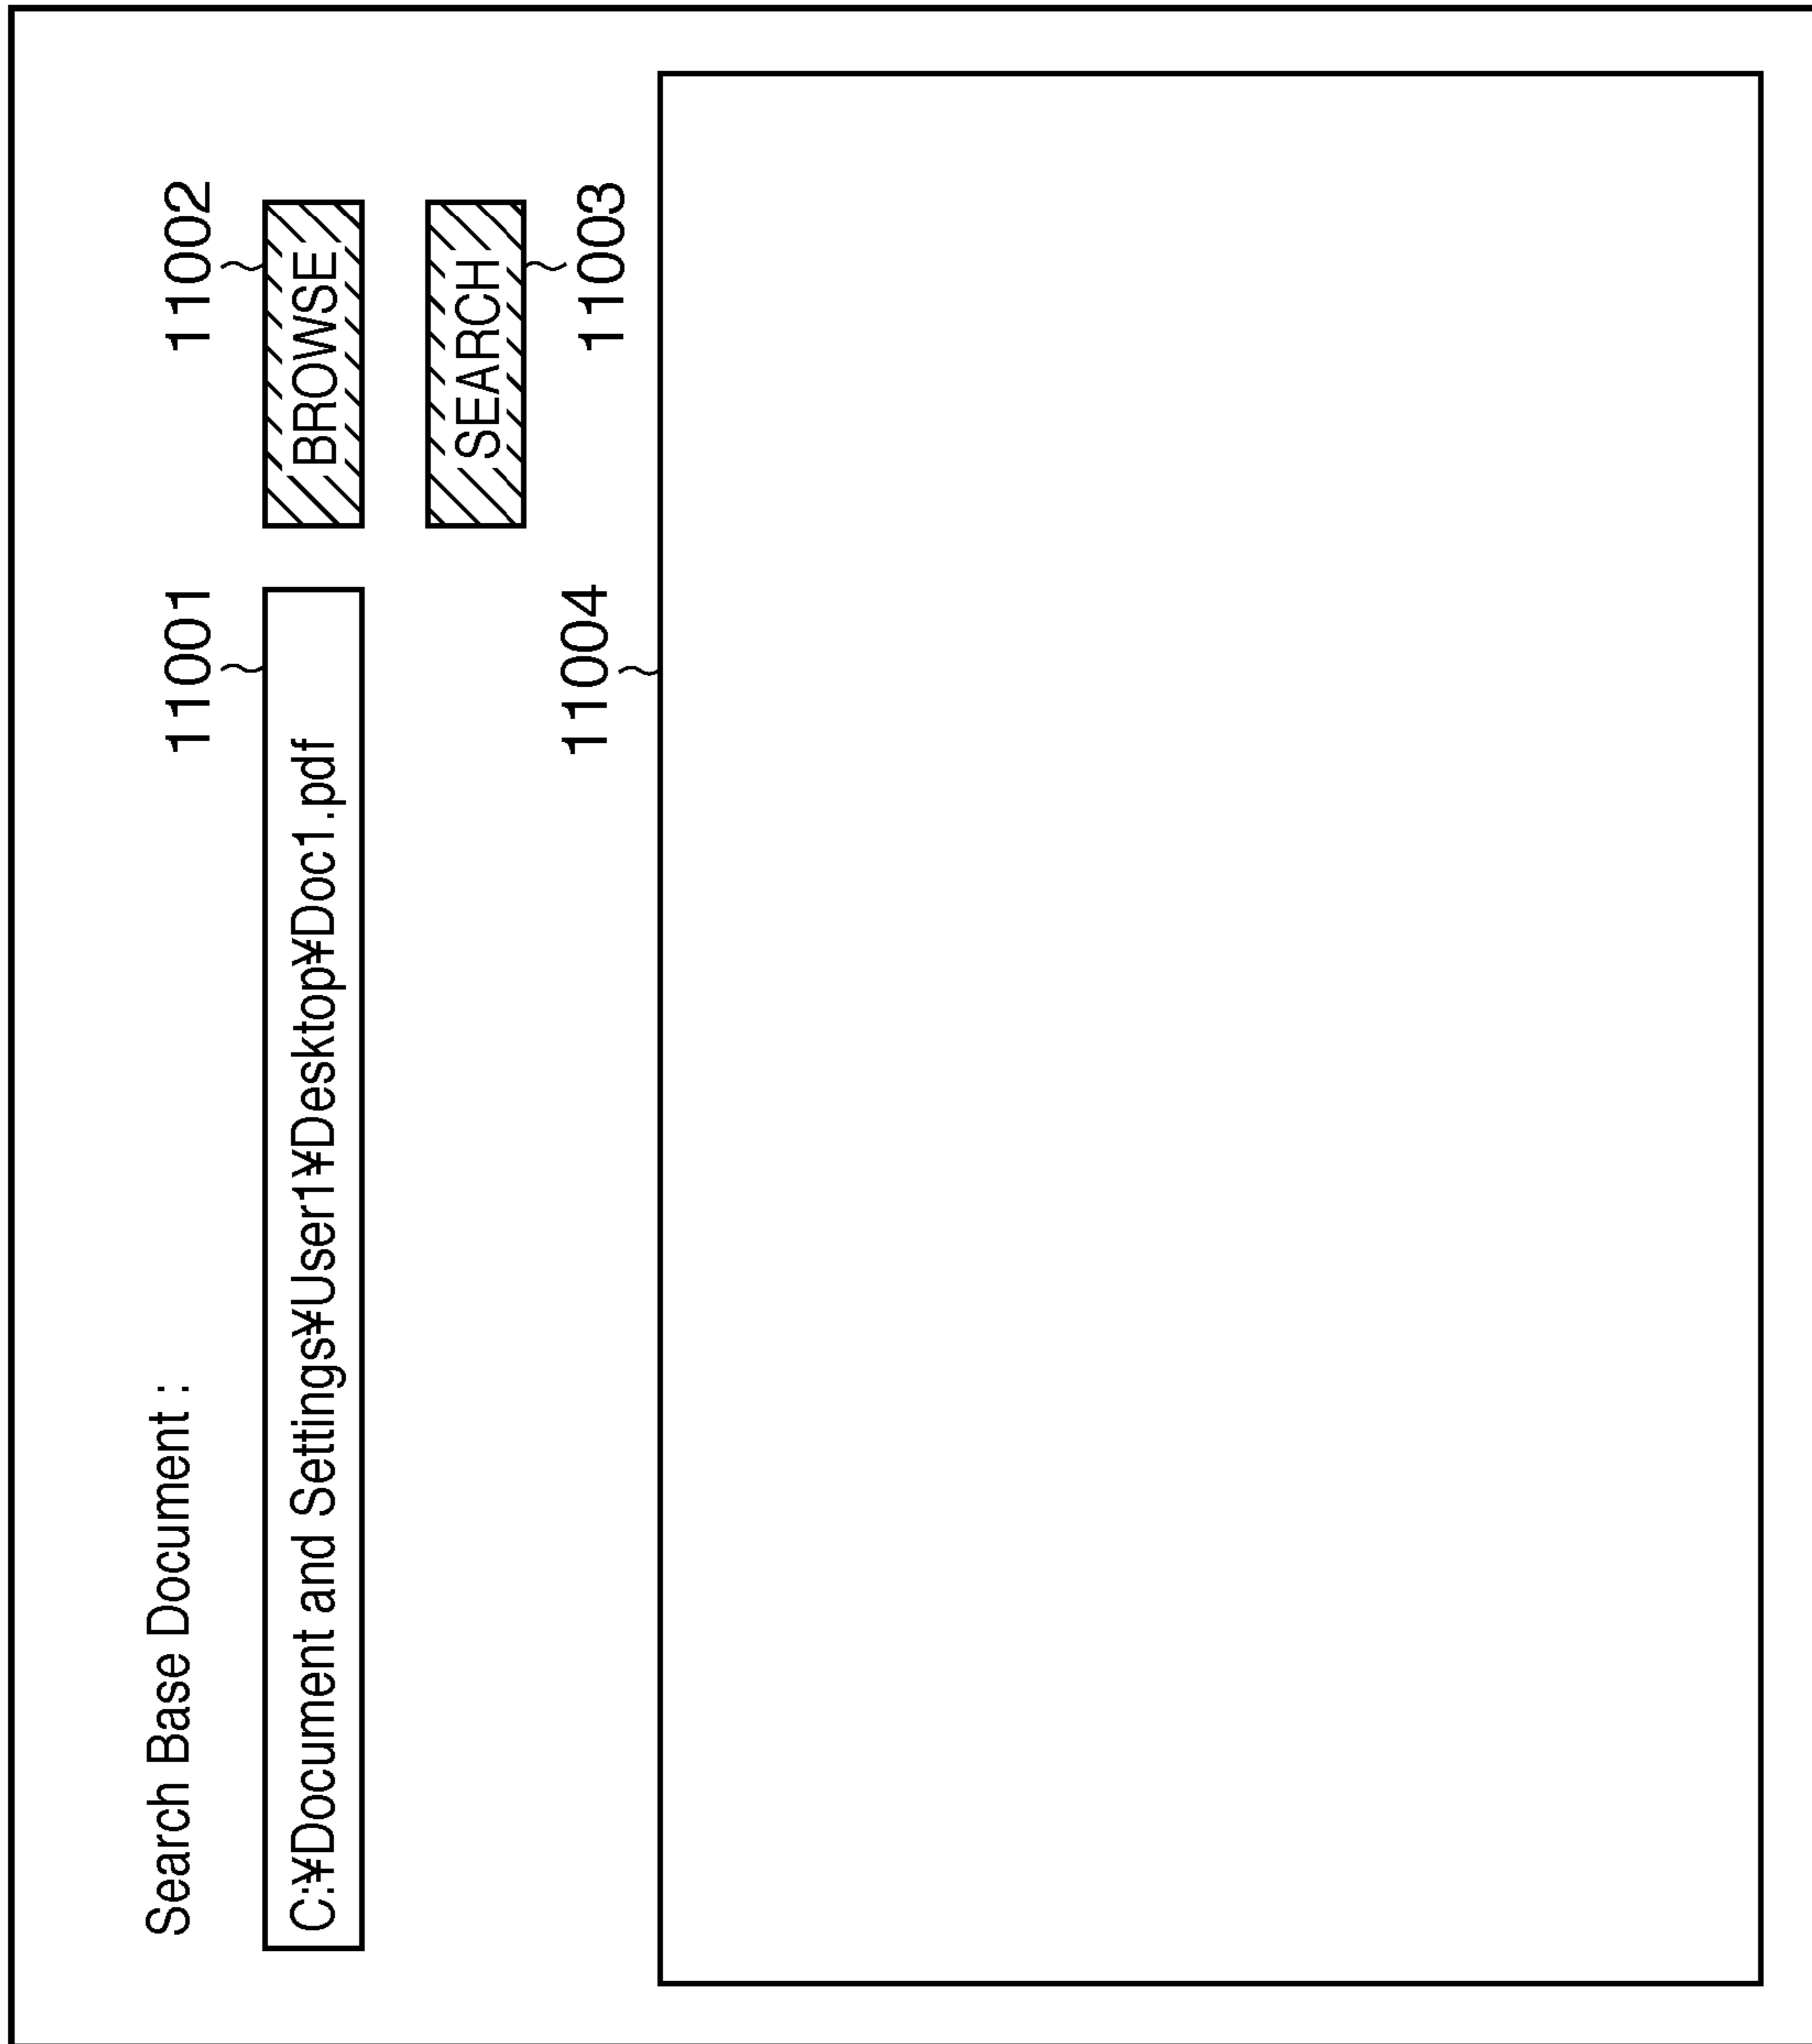 Search Base Document :
11001
11002
C:¥Document and Settings¥User1¥Desktop¥Doc1.pdf
BROWSE
SEARCH
11003
11004